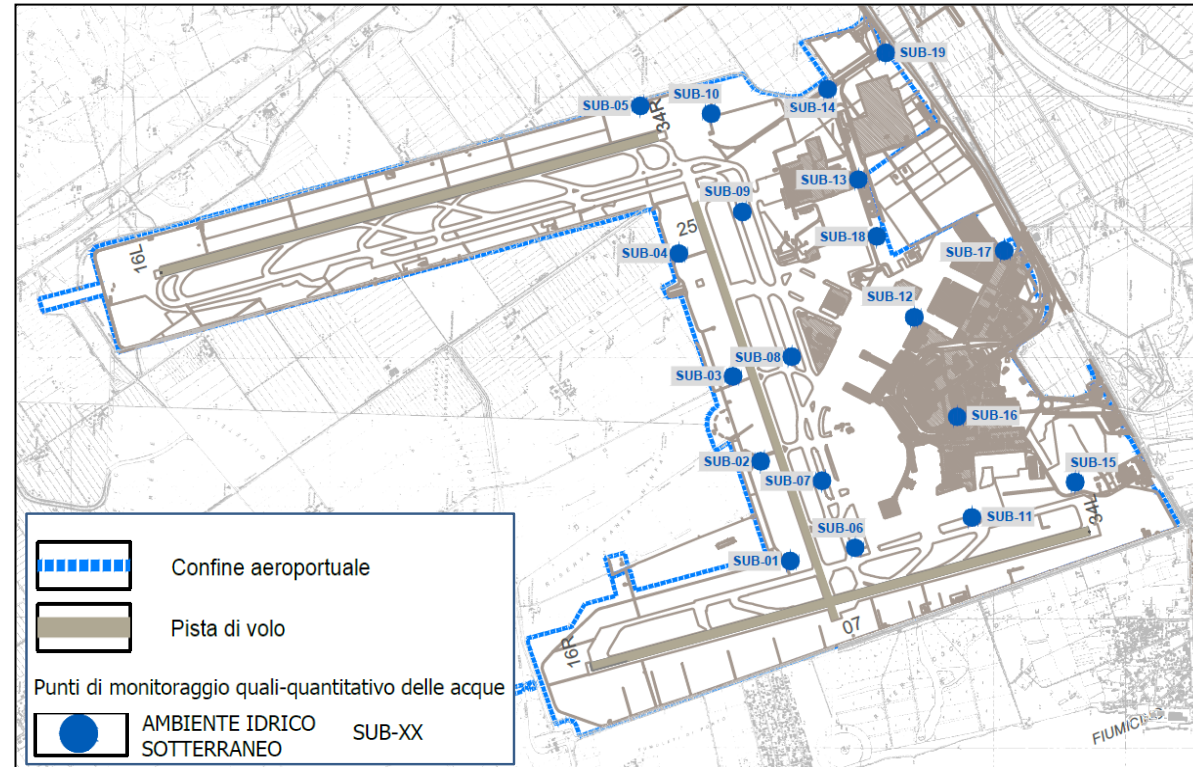 SUB-19
SUB-14
SUB-05
SUB-10
34R
SUB-13
SUB-09
25
SUB-18
SUB-04
SUB-17
16l
SUB-12
SUB-08
SUB-03
SUB-16
SUB-02
SUB-07
SUB-15
SUB-11
34L
SUB-06
SUB-01
07
16R
Confine aeroportuale
Pista di volo
Punti di monitoraggio quali-quantitativo delle acque
AMBIENTE IDRICO
SOTTERRANEO
SUB-XX